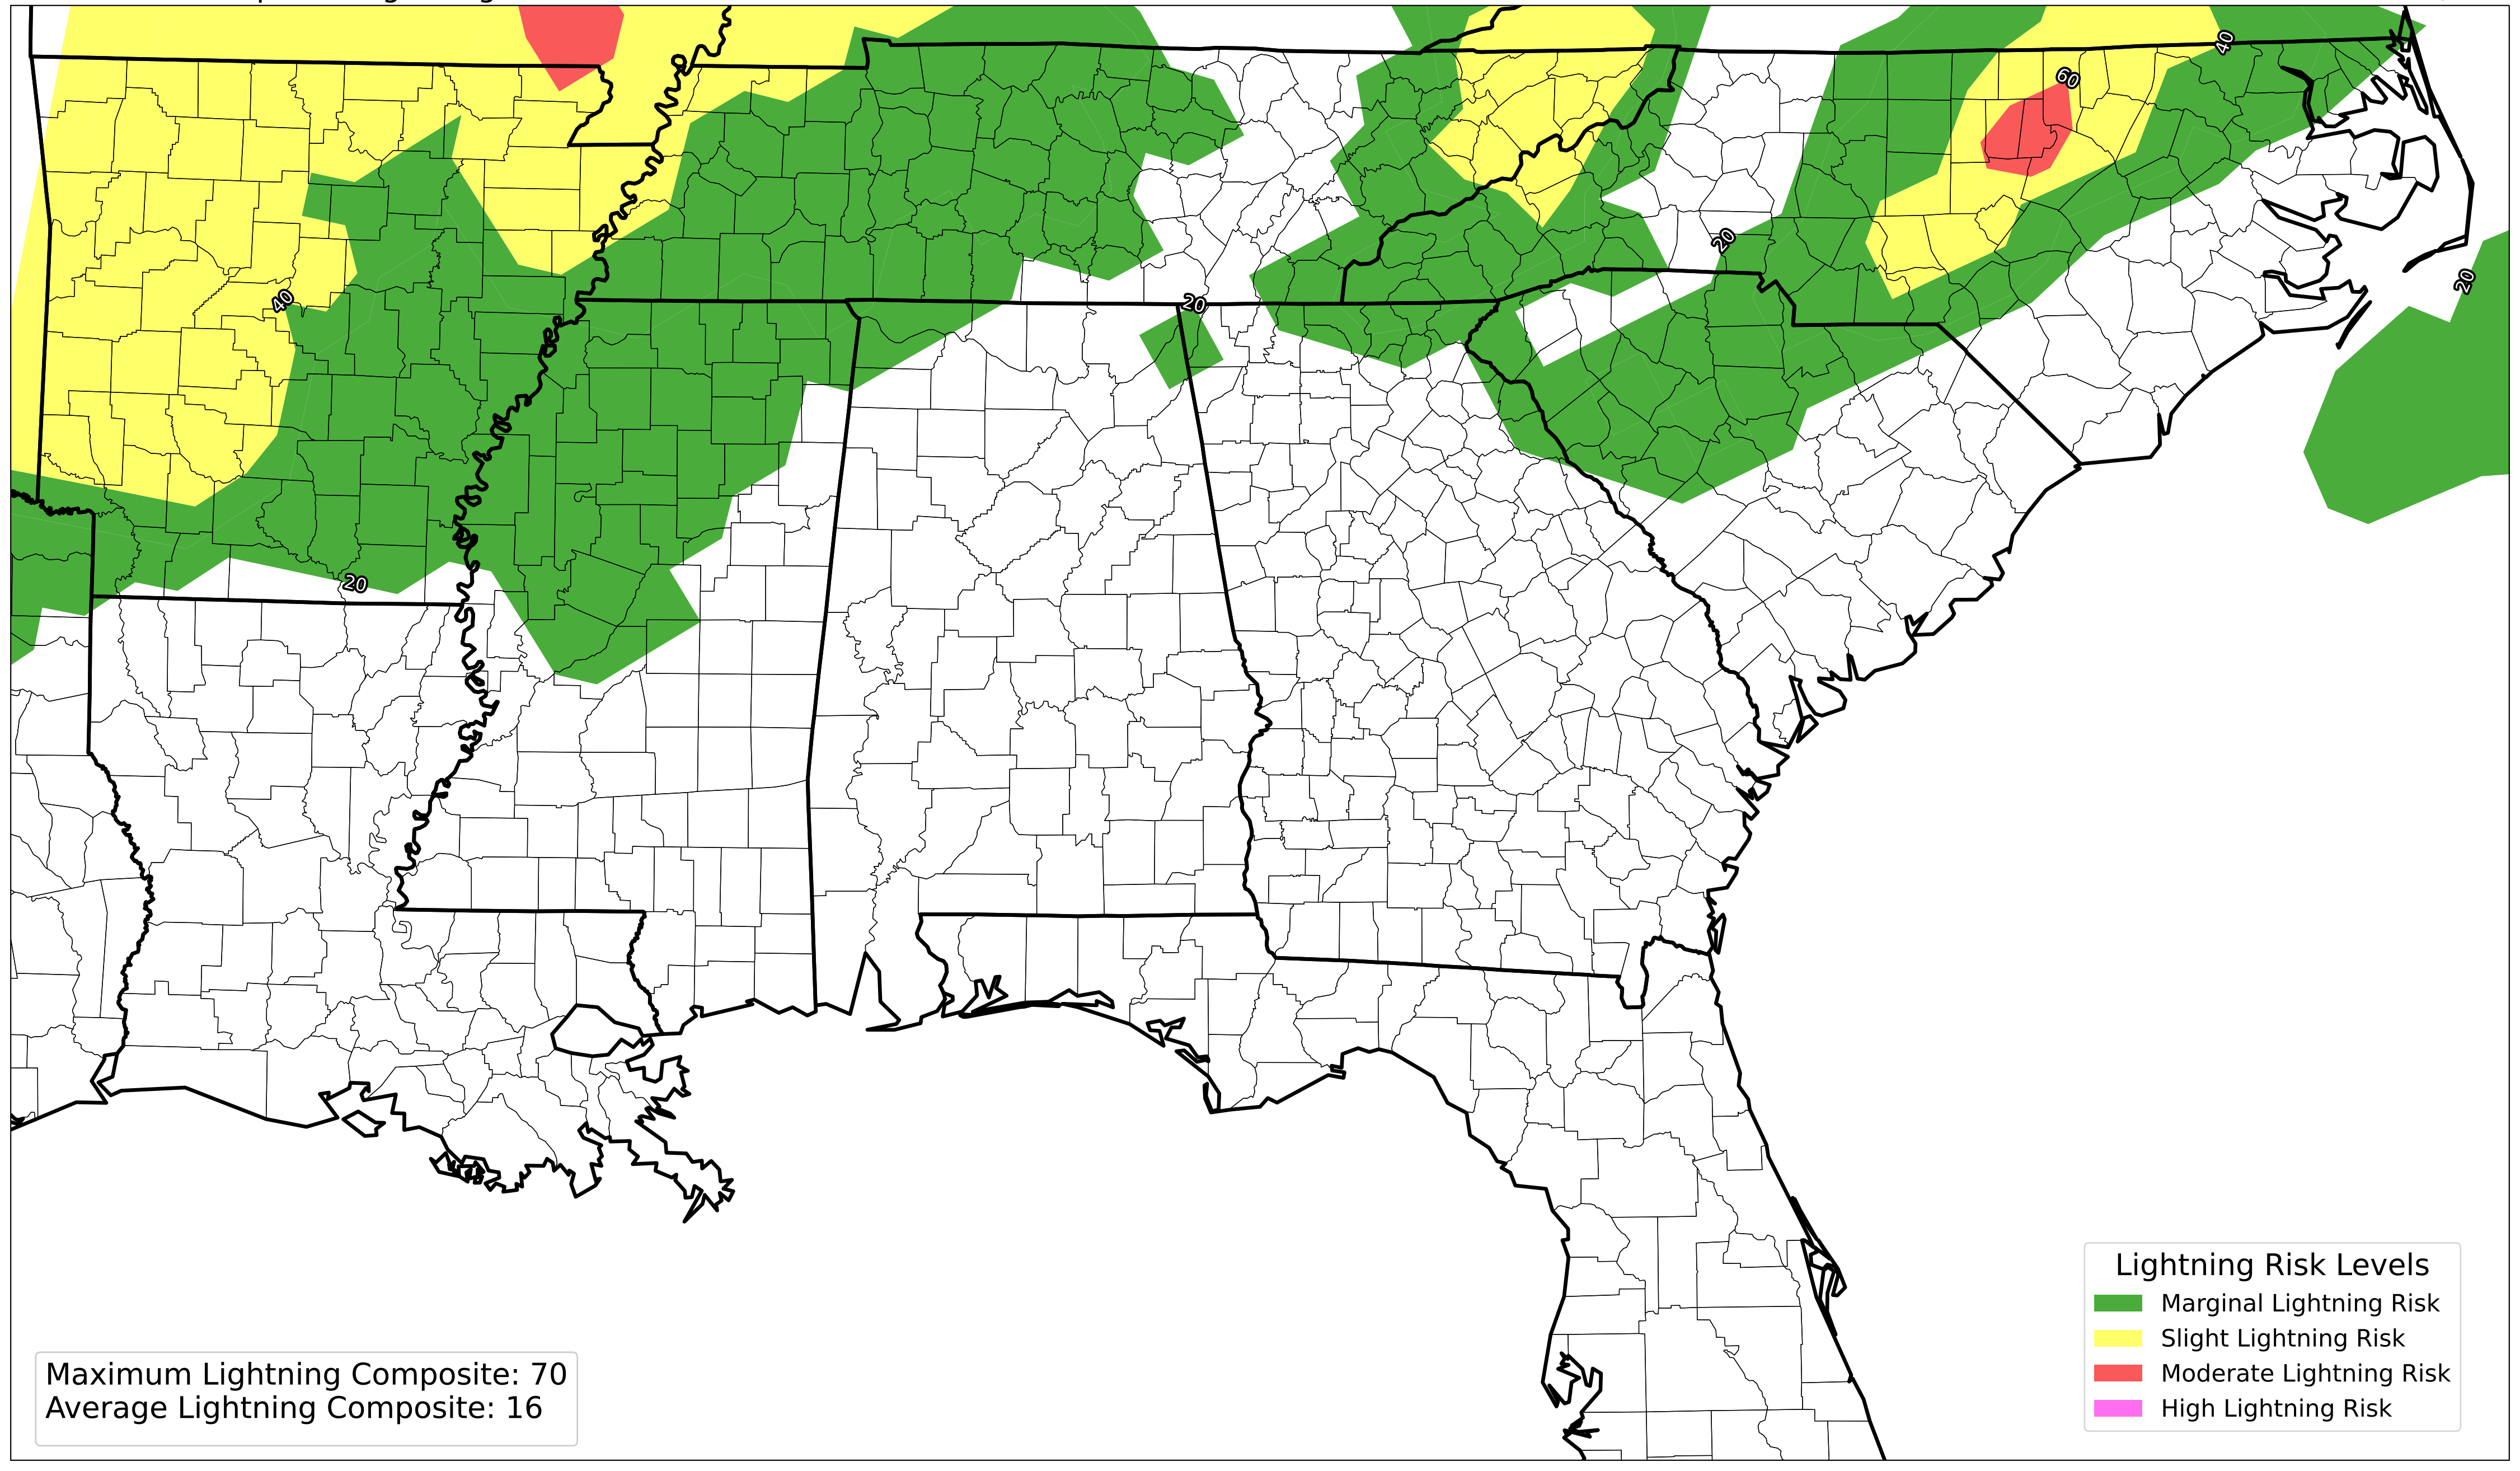 40
60
20
20
20
40
20
Lightning Risk Levels
Marginal Lightning Risk
Slight Lightning Risk
Moderate Lightning Risk
High Lightning Risk
Maximum Lightning Composite: 70
Average Lightning Composite: 16